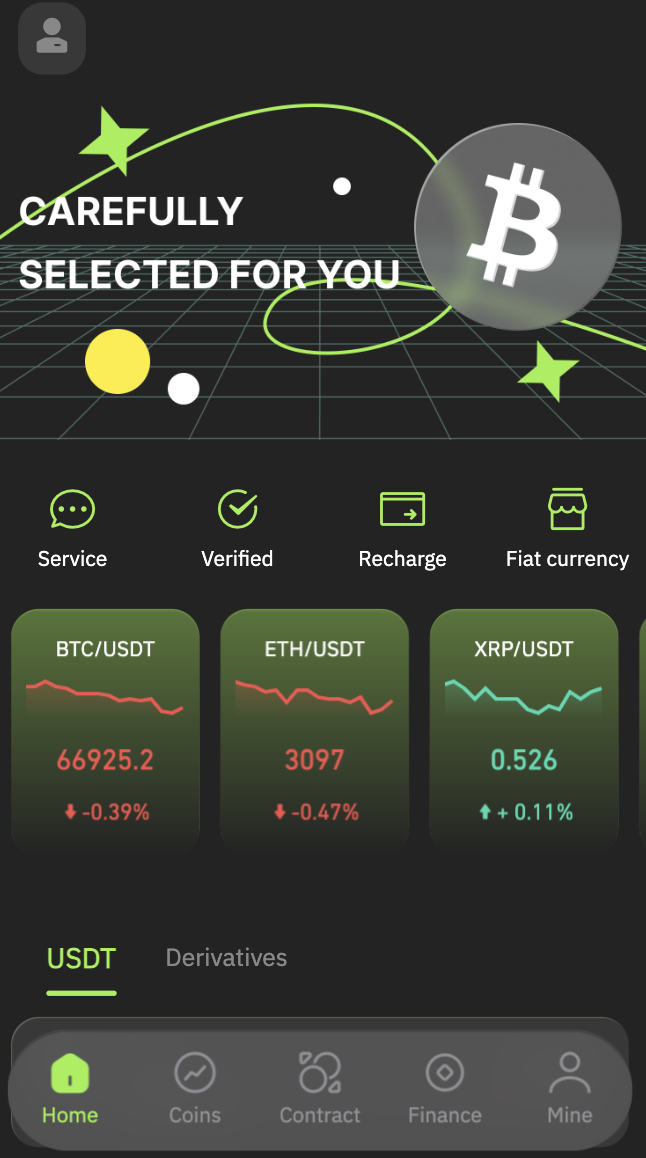 CAREFULLY
SELECTED FOR YOU
Service
Verified
Recharge
Fiat currency
BTC/USDT
66925.2
-0.39%
ETH/USDT
3097
-0.47%
XRP/USDT
0.526
+ 0.11%
USDT
Derivatives
Home
Coins
Contract
Finance
Mine